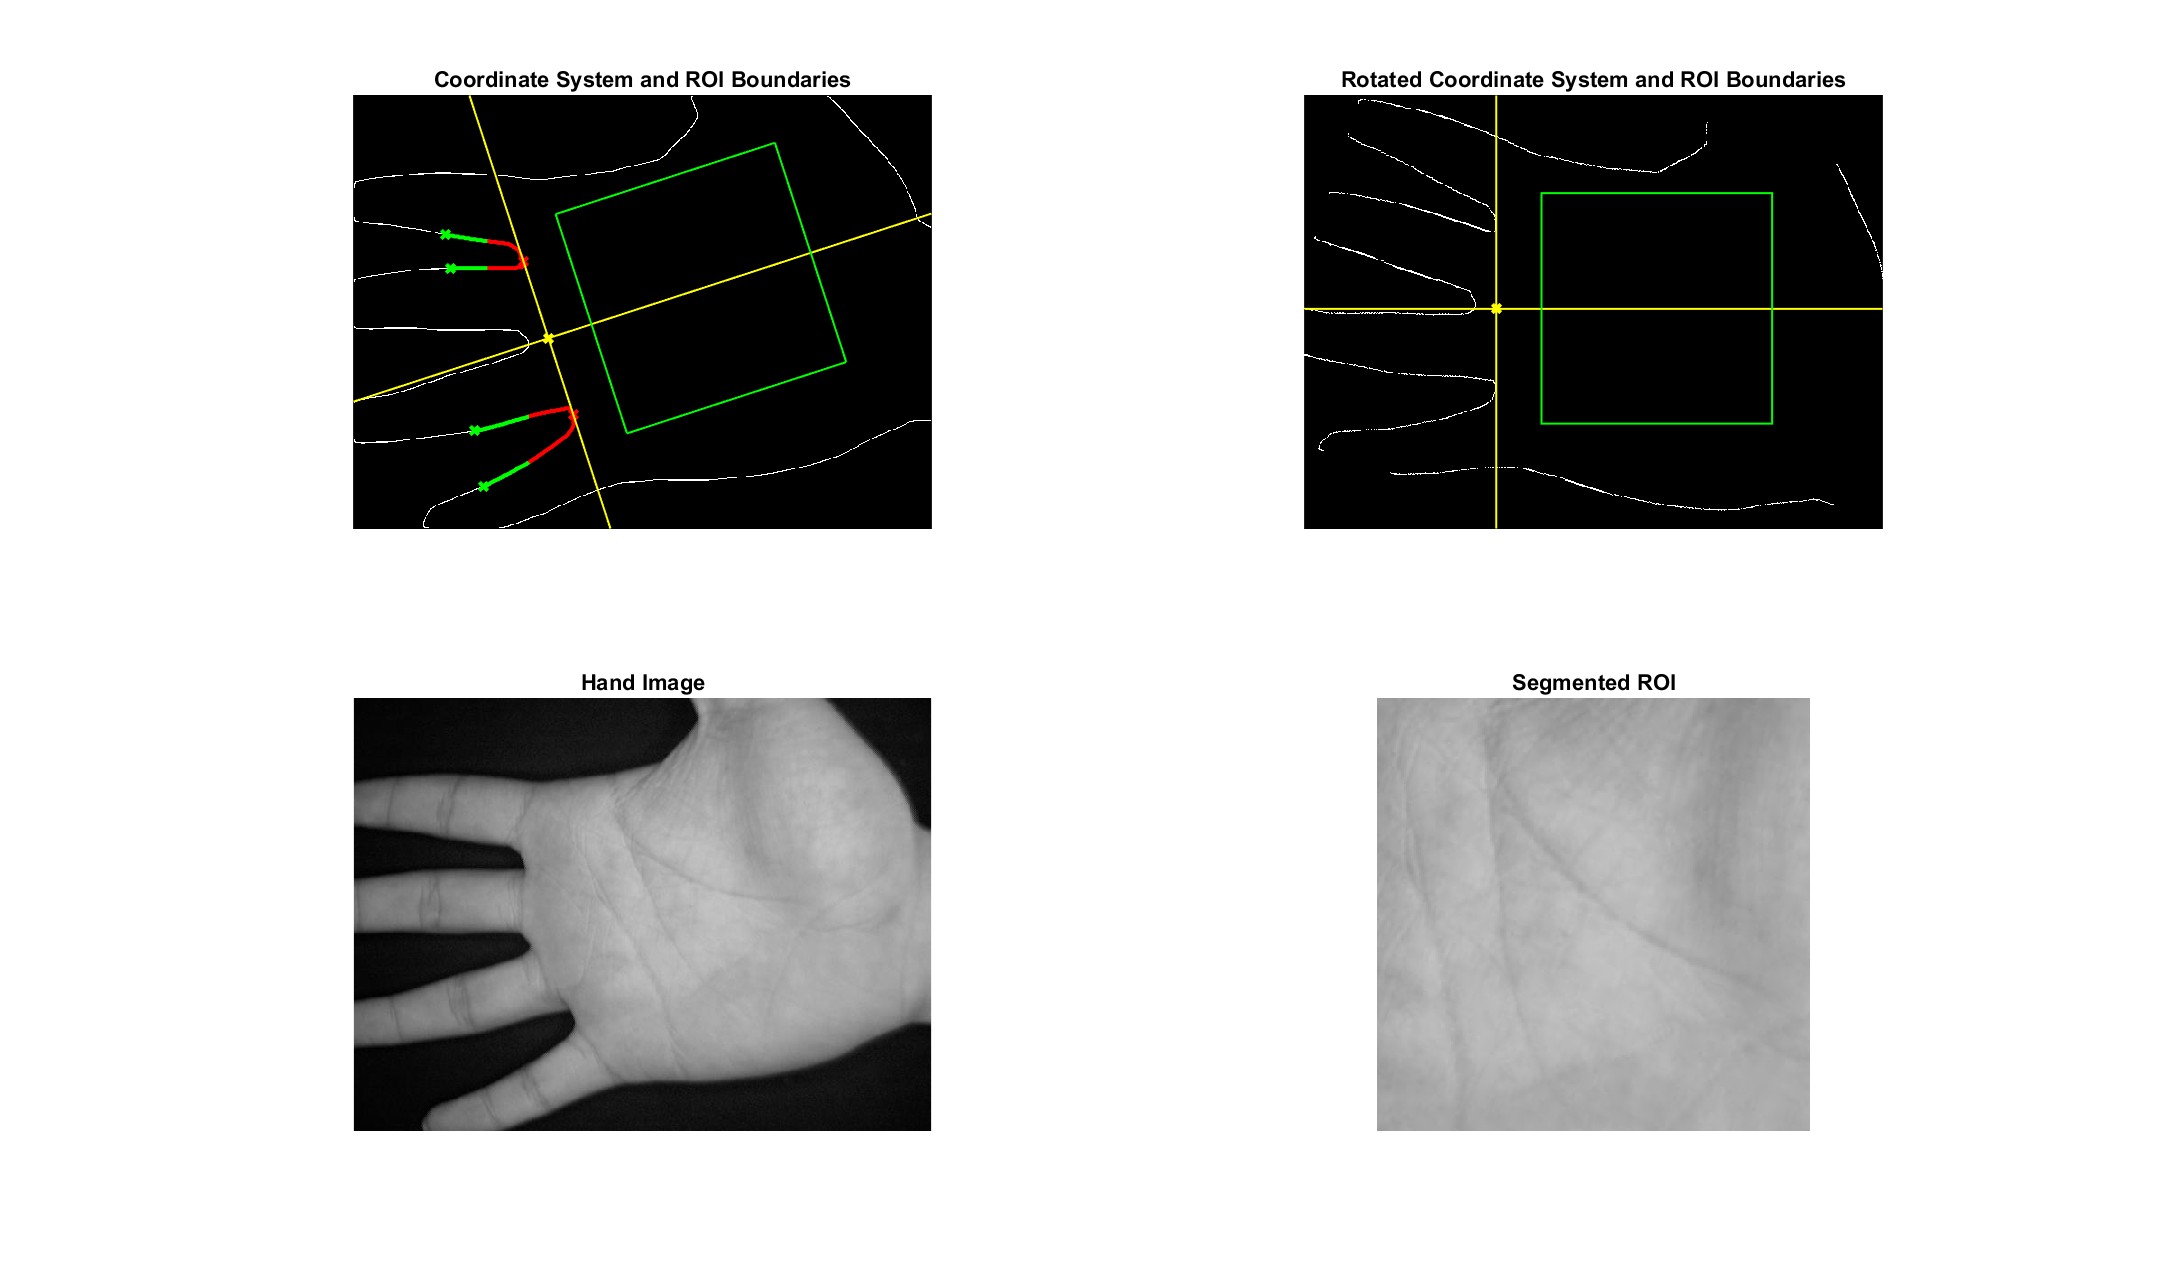 Coordinate System and ROI Boundaries
Rotated Coordinate System and ROI Boundaries
Hand Image
Segmented ROI